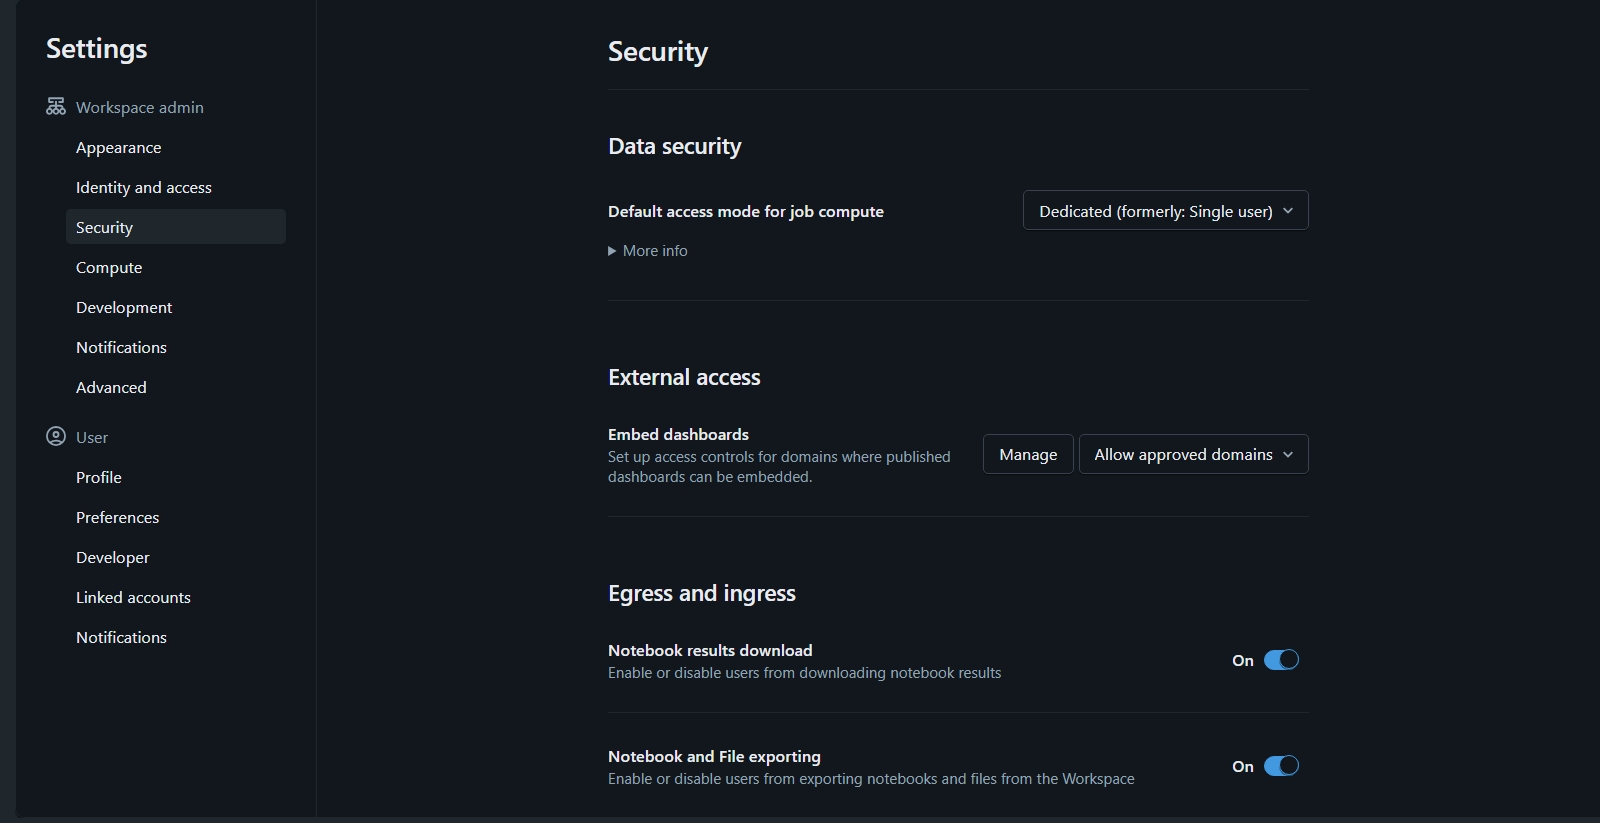 Settings
Workspace admin
Appearance
Identity and access
Security
Compute
Development
Notifications
Advanced
User
Profile
Preferences
Developer
Linked accounts
Notifications
Security
Data security
Default access mode for job compute
Dedicated (formerly: Single user)
More info
External access
Embed dashboards
Set up access controls for domains where published
dashboards can be embedded.
Manage
Allow approved domains
Egress and ingress
Notebook results download
Enable or disable users from downloading notebook results
On
Notebook and File exporting
Enable or disable users from exporting notebooks and files from the Workspace
On